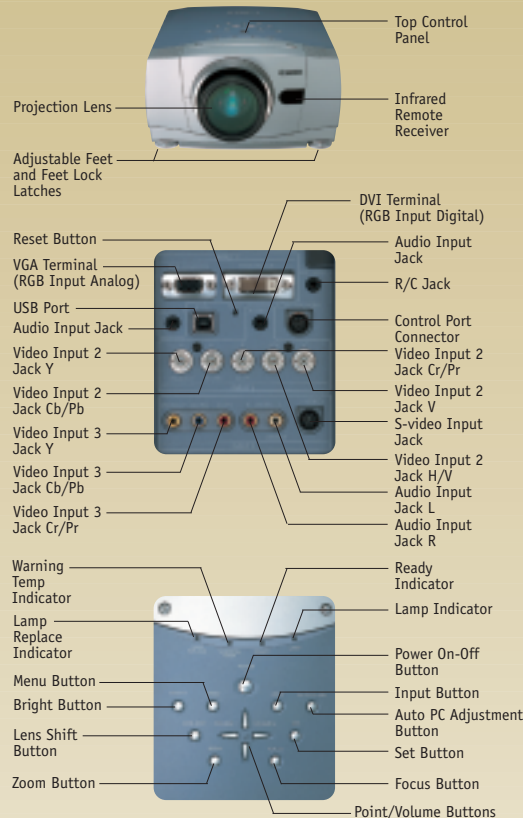 Top Control
Panel
Projection Lens
Infrared
Remote
Receiver
Adjustable Feet
and Feet Lock
Latches
DVI Terminal
(RGB Input Digital)
Reset Button
Audio Input
Jack
VGA Terminal
(RGB Input Analog)
R/C Jack
USB Port
Audio Input Jack
Control Port
Connector
Video Input 2
Jack Y
Video Input 2
Jack Cr/Pr
Video Input 2
Jack Cb/Pb
Video Input 2
Jack V
Video Input 3
Jack Y
S-video Input
Jack
Video Input 3
Jack Cb/Pb
Video Input 2
Jack H/V
Video Input 3
Jack Cr/Pr
Audio Input
Jack L
Audio Input
Jack R
Warning
Temp
Indicator
Ready
Indicator
Lamp
Replace
Indicator
Lamp Indicator
Power On-Off
Button
Menu Button
Input Button
Bright Button
Auto PC Adjustment
Button
Lens Shift
Button
Set Button
Zoom Button
Focus Button
Point/Volume Buttons